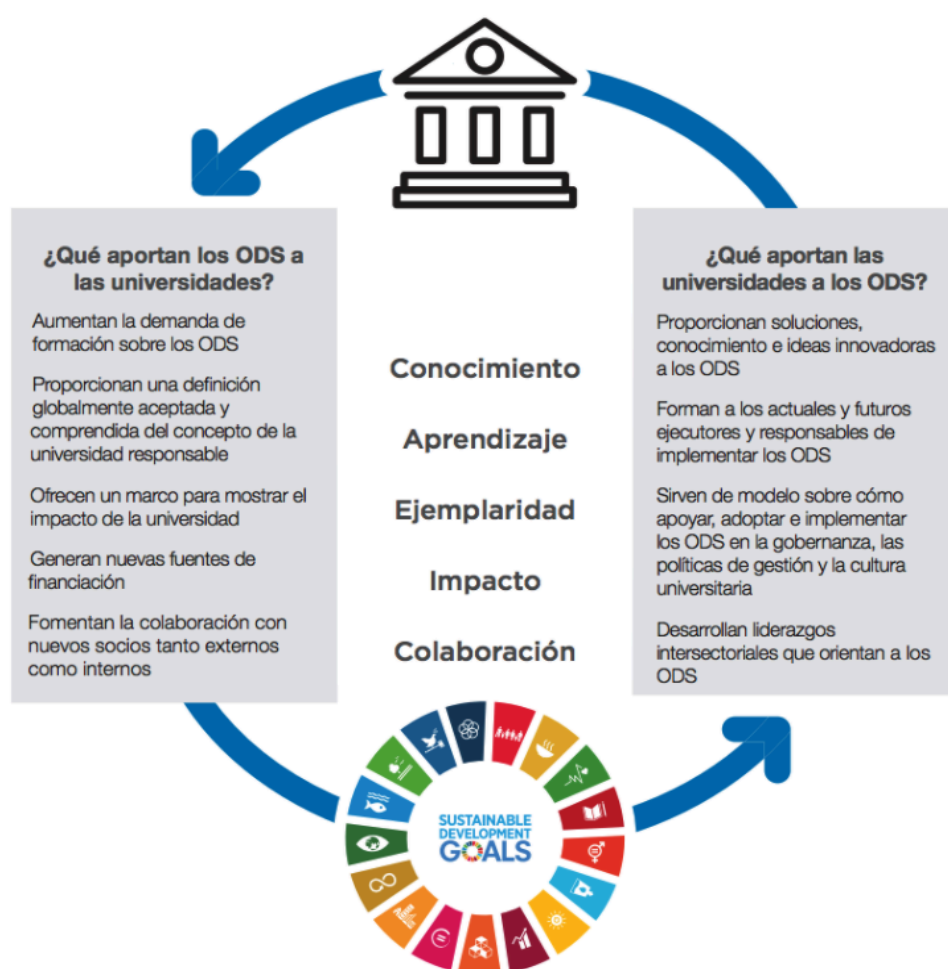 ¿Qué aportan los ODS a
las universidades?
Aumentan la demanda de
formación sobre los ODS
Proporcionan una definición
globalmente aceptada y
comprendida del concepto de la
universidad responsable
Ofrecen un marco para mostrar el
impacto de la universidad
Generan nuevas fuentes de
financiación
Fomentan la colaboración con
nuevos socios tanto externos
como internos
Conocimiento
Aprendizaje
Ejemplaridad
Impacto
Colaboración
¿Qué aportan las
universidades a los ODS?
Proporcionan soluciones,
conocimiento e ideas innovadoras
a los ODS
Forman a los actuales y futuros
ejecutores y responsables de
implementar los ODS
Sirven de modelo sobre cómo
apoyar, adoptar e implementar
los ODS en la gobernanza, las
políticas de gestión y la cultura
universitaria
Desarrollan liderazgos
intersectoriales que orientan a los
ODS
SUSTAINABLE
DEVELOPMENT
GOALS